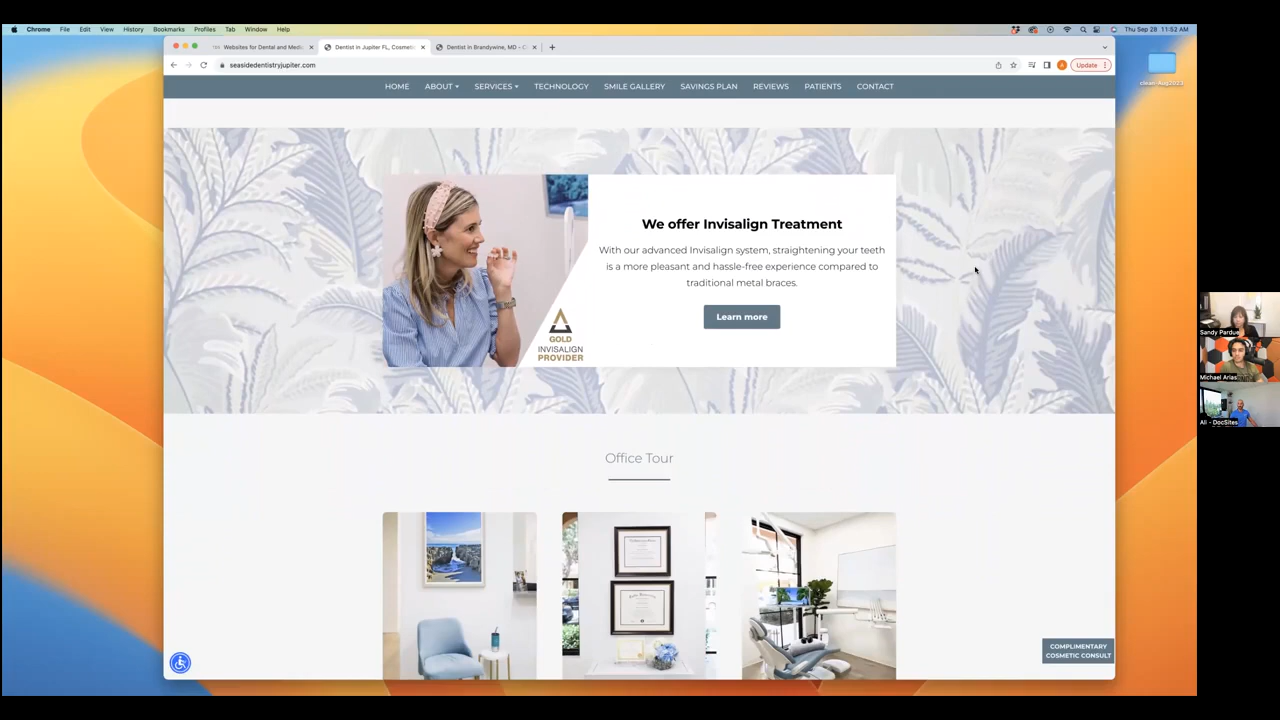 Chrome File Edit View History Bookmarks Profiles Tab Window Help
Thu Sep 28 11:52 AM
Websites for Dental and Medic
Dentist in Jupiter FL, Cosmeti
Dentist in Brandywine, MD - C
seasidedentistryjupiter.com
Update
HOME ABOUT SERVICES TECHNOLOGY SMILE GALLERY SAVINGS PLAN REVIEWS PATIENTS CONTACT
We offer Invisalign Treatment
With our advanced Invisalign system, straightening your teeth
is a more pleasant and hassle-free experience compared to
traditional metal braces.
Learn more
GOLD
INVISALIGN
PROVIDER
Office Tour
COMPLIMENTARY
COSMETIC CONSULT
Sandy Pardue
Michael Arias
Ali - DocSites